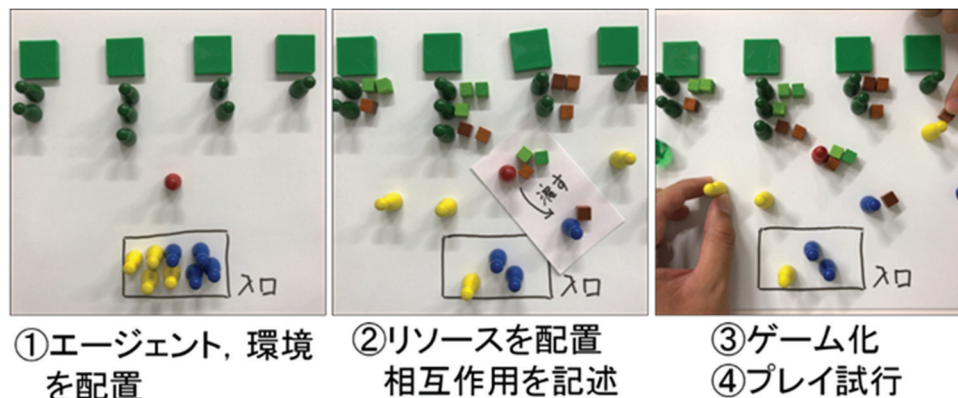 入口
渡す
入口
入口
①エージェント，環境
を配置
②リソースを配置
相互作用を記述
③ゲーム化
④プレイ試行